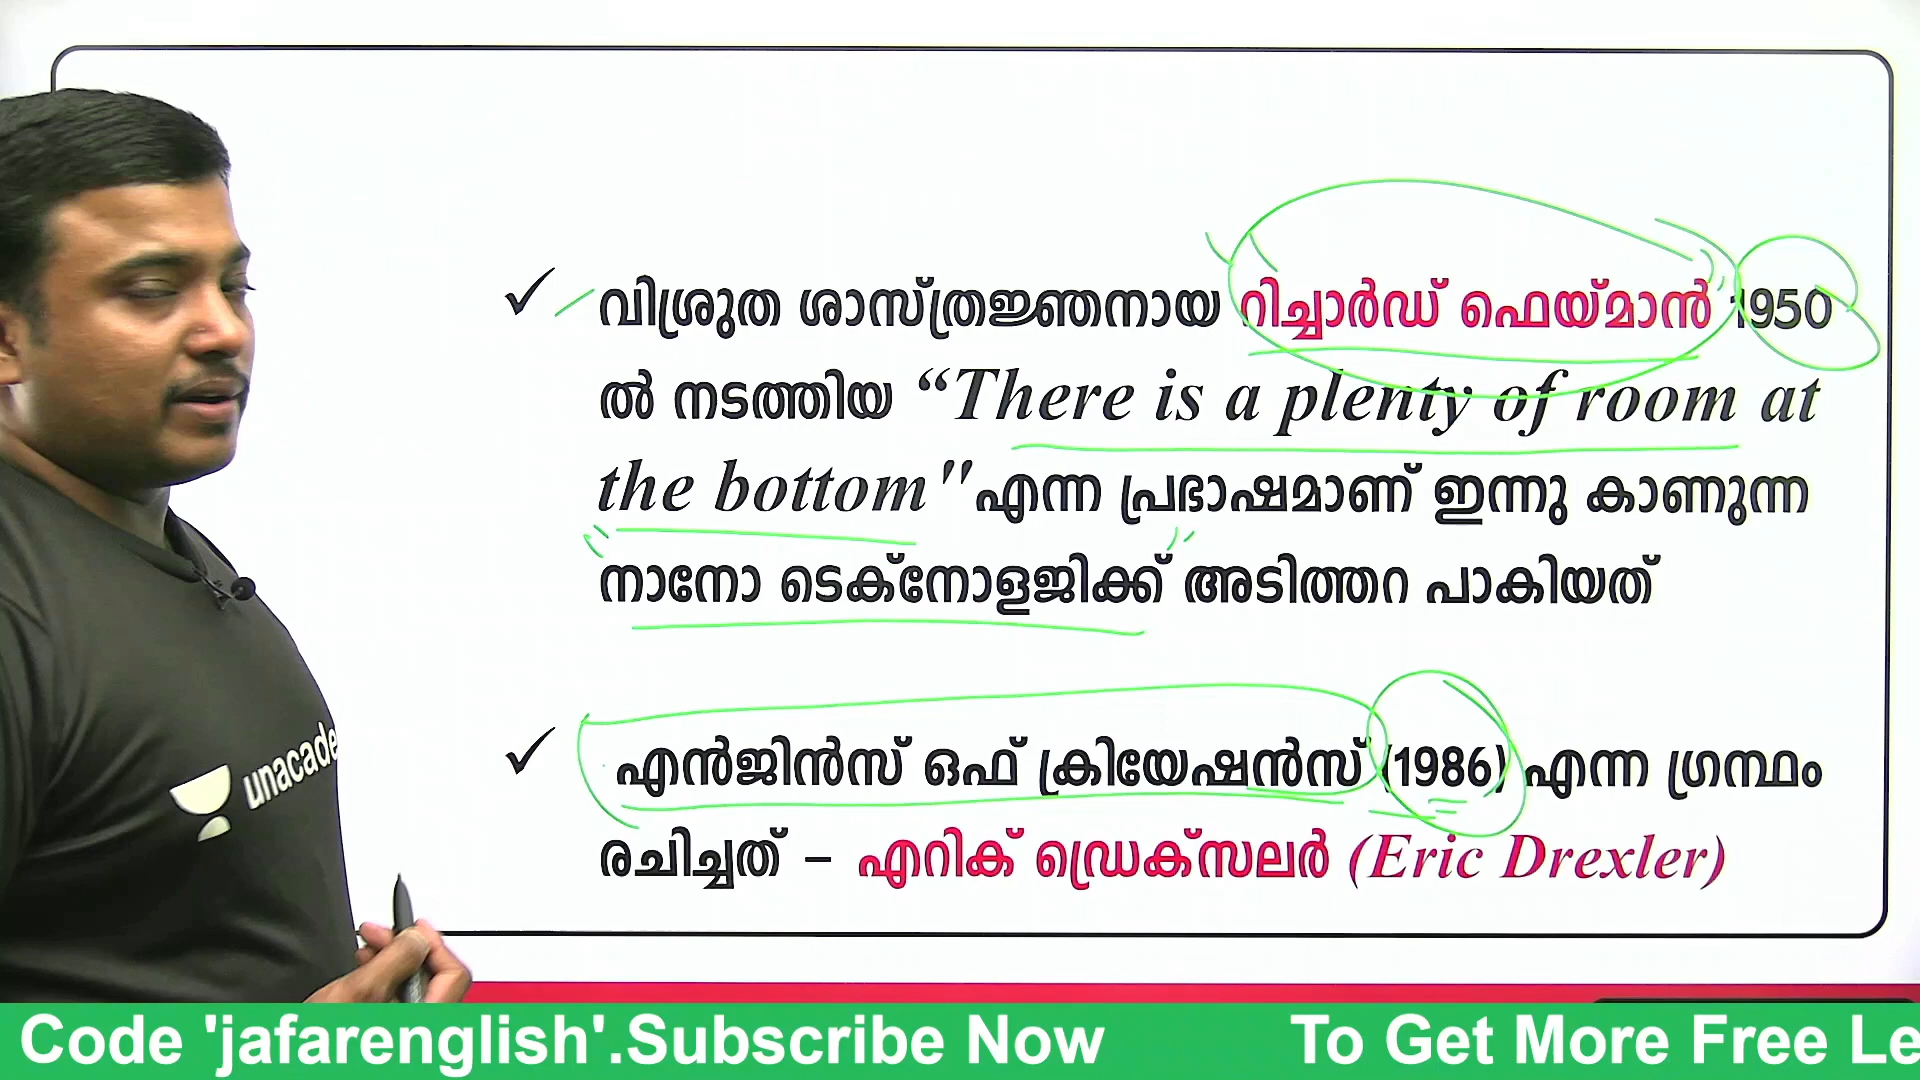 വിശ്രുത ശാസ്ത്രജ്ഞനായ റിച്ചാർഡ് ഫെയ്മാൻ 1950
ൽ നടത്തിയ “There is a plenty of room at
the bottom"എന്ന പ്രഭാഷമാണ് ഇന്നു കാണുന്ന
നാനോ ടെക്നോളജിക്ക് അടിത്തറ പാകിയത്
എൻജിൻസ് ഒഫ് ക്രിയേഷൻസ് (1986) എന്ന ഗ്രന്ഥം
രചിച്ചത് – എറിക് ഡ്രെക്സലർ (Eric Drexler)
unacade
Code 'jafarenglish'.Subscribe Now To Get More Free Le